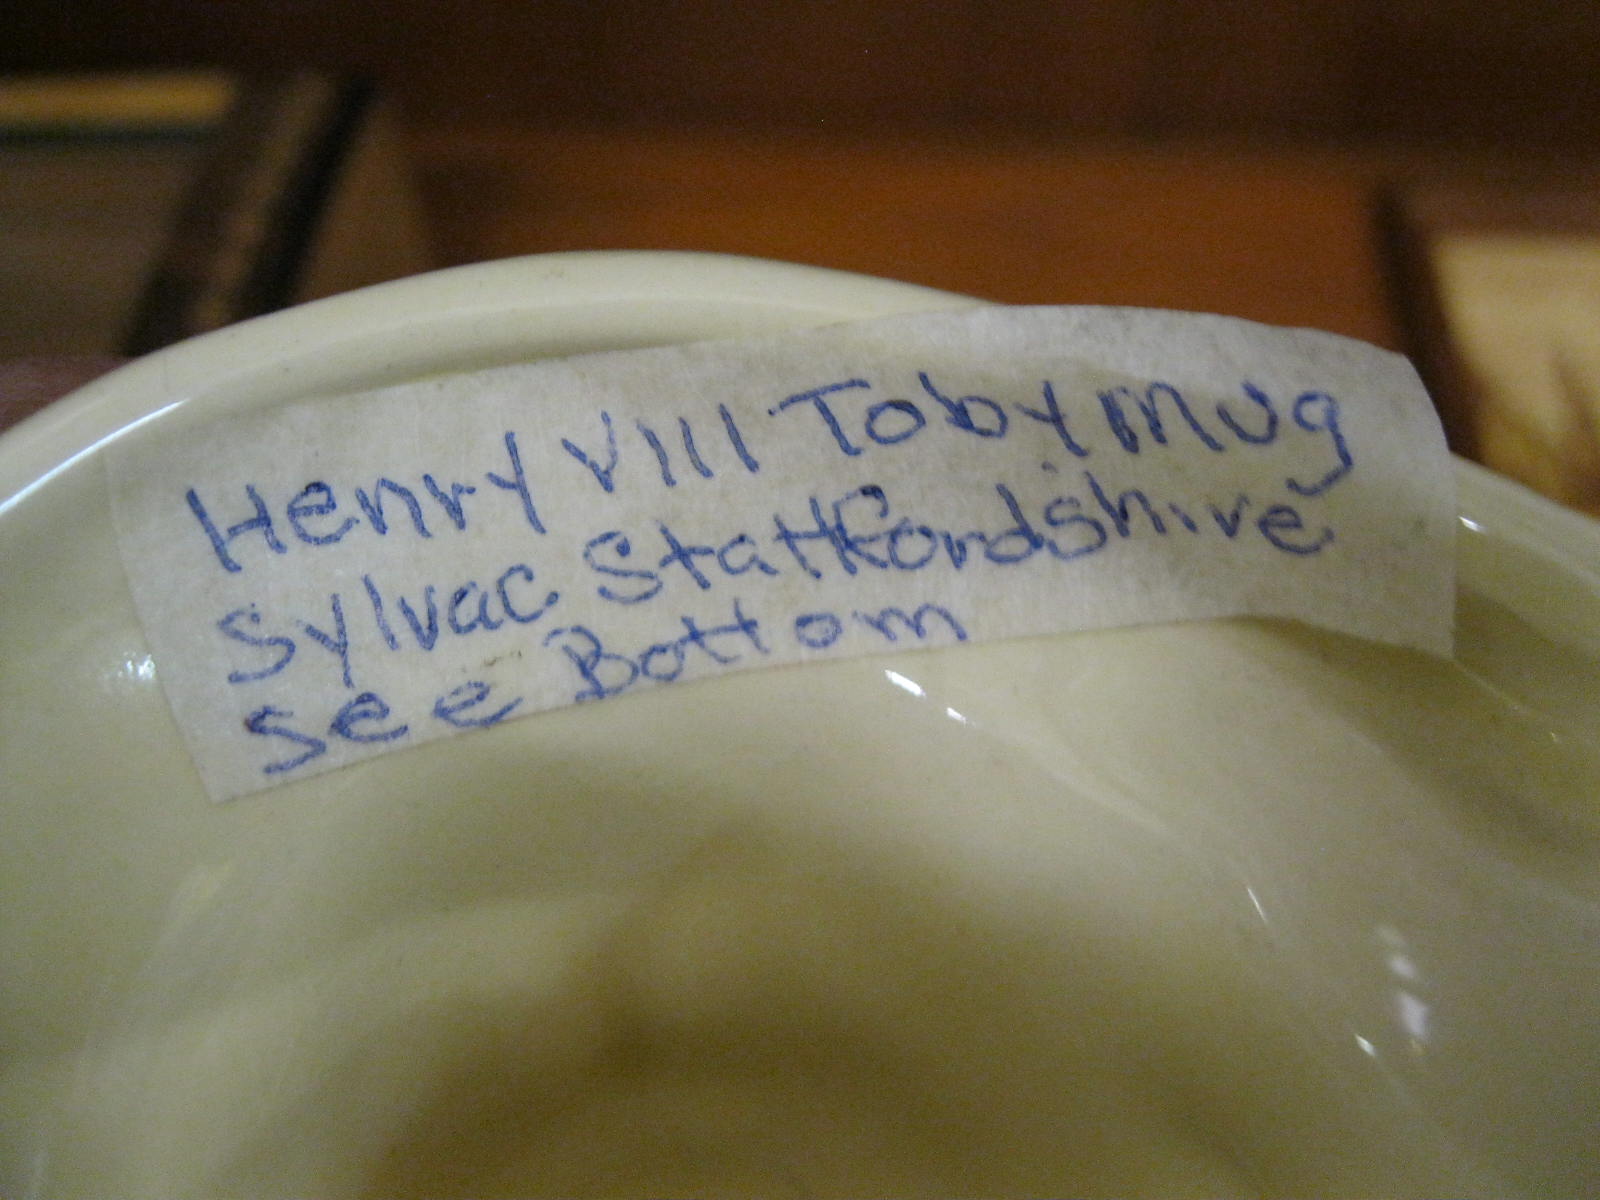 Henry VIII Toby Mug
Sylvac Staffordshire
See Bottom